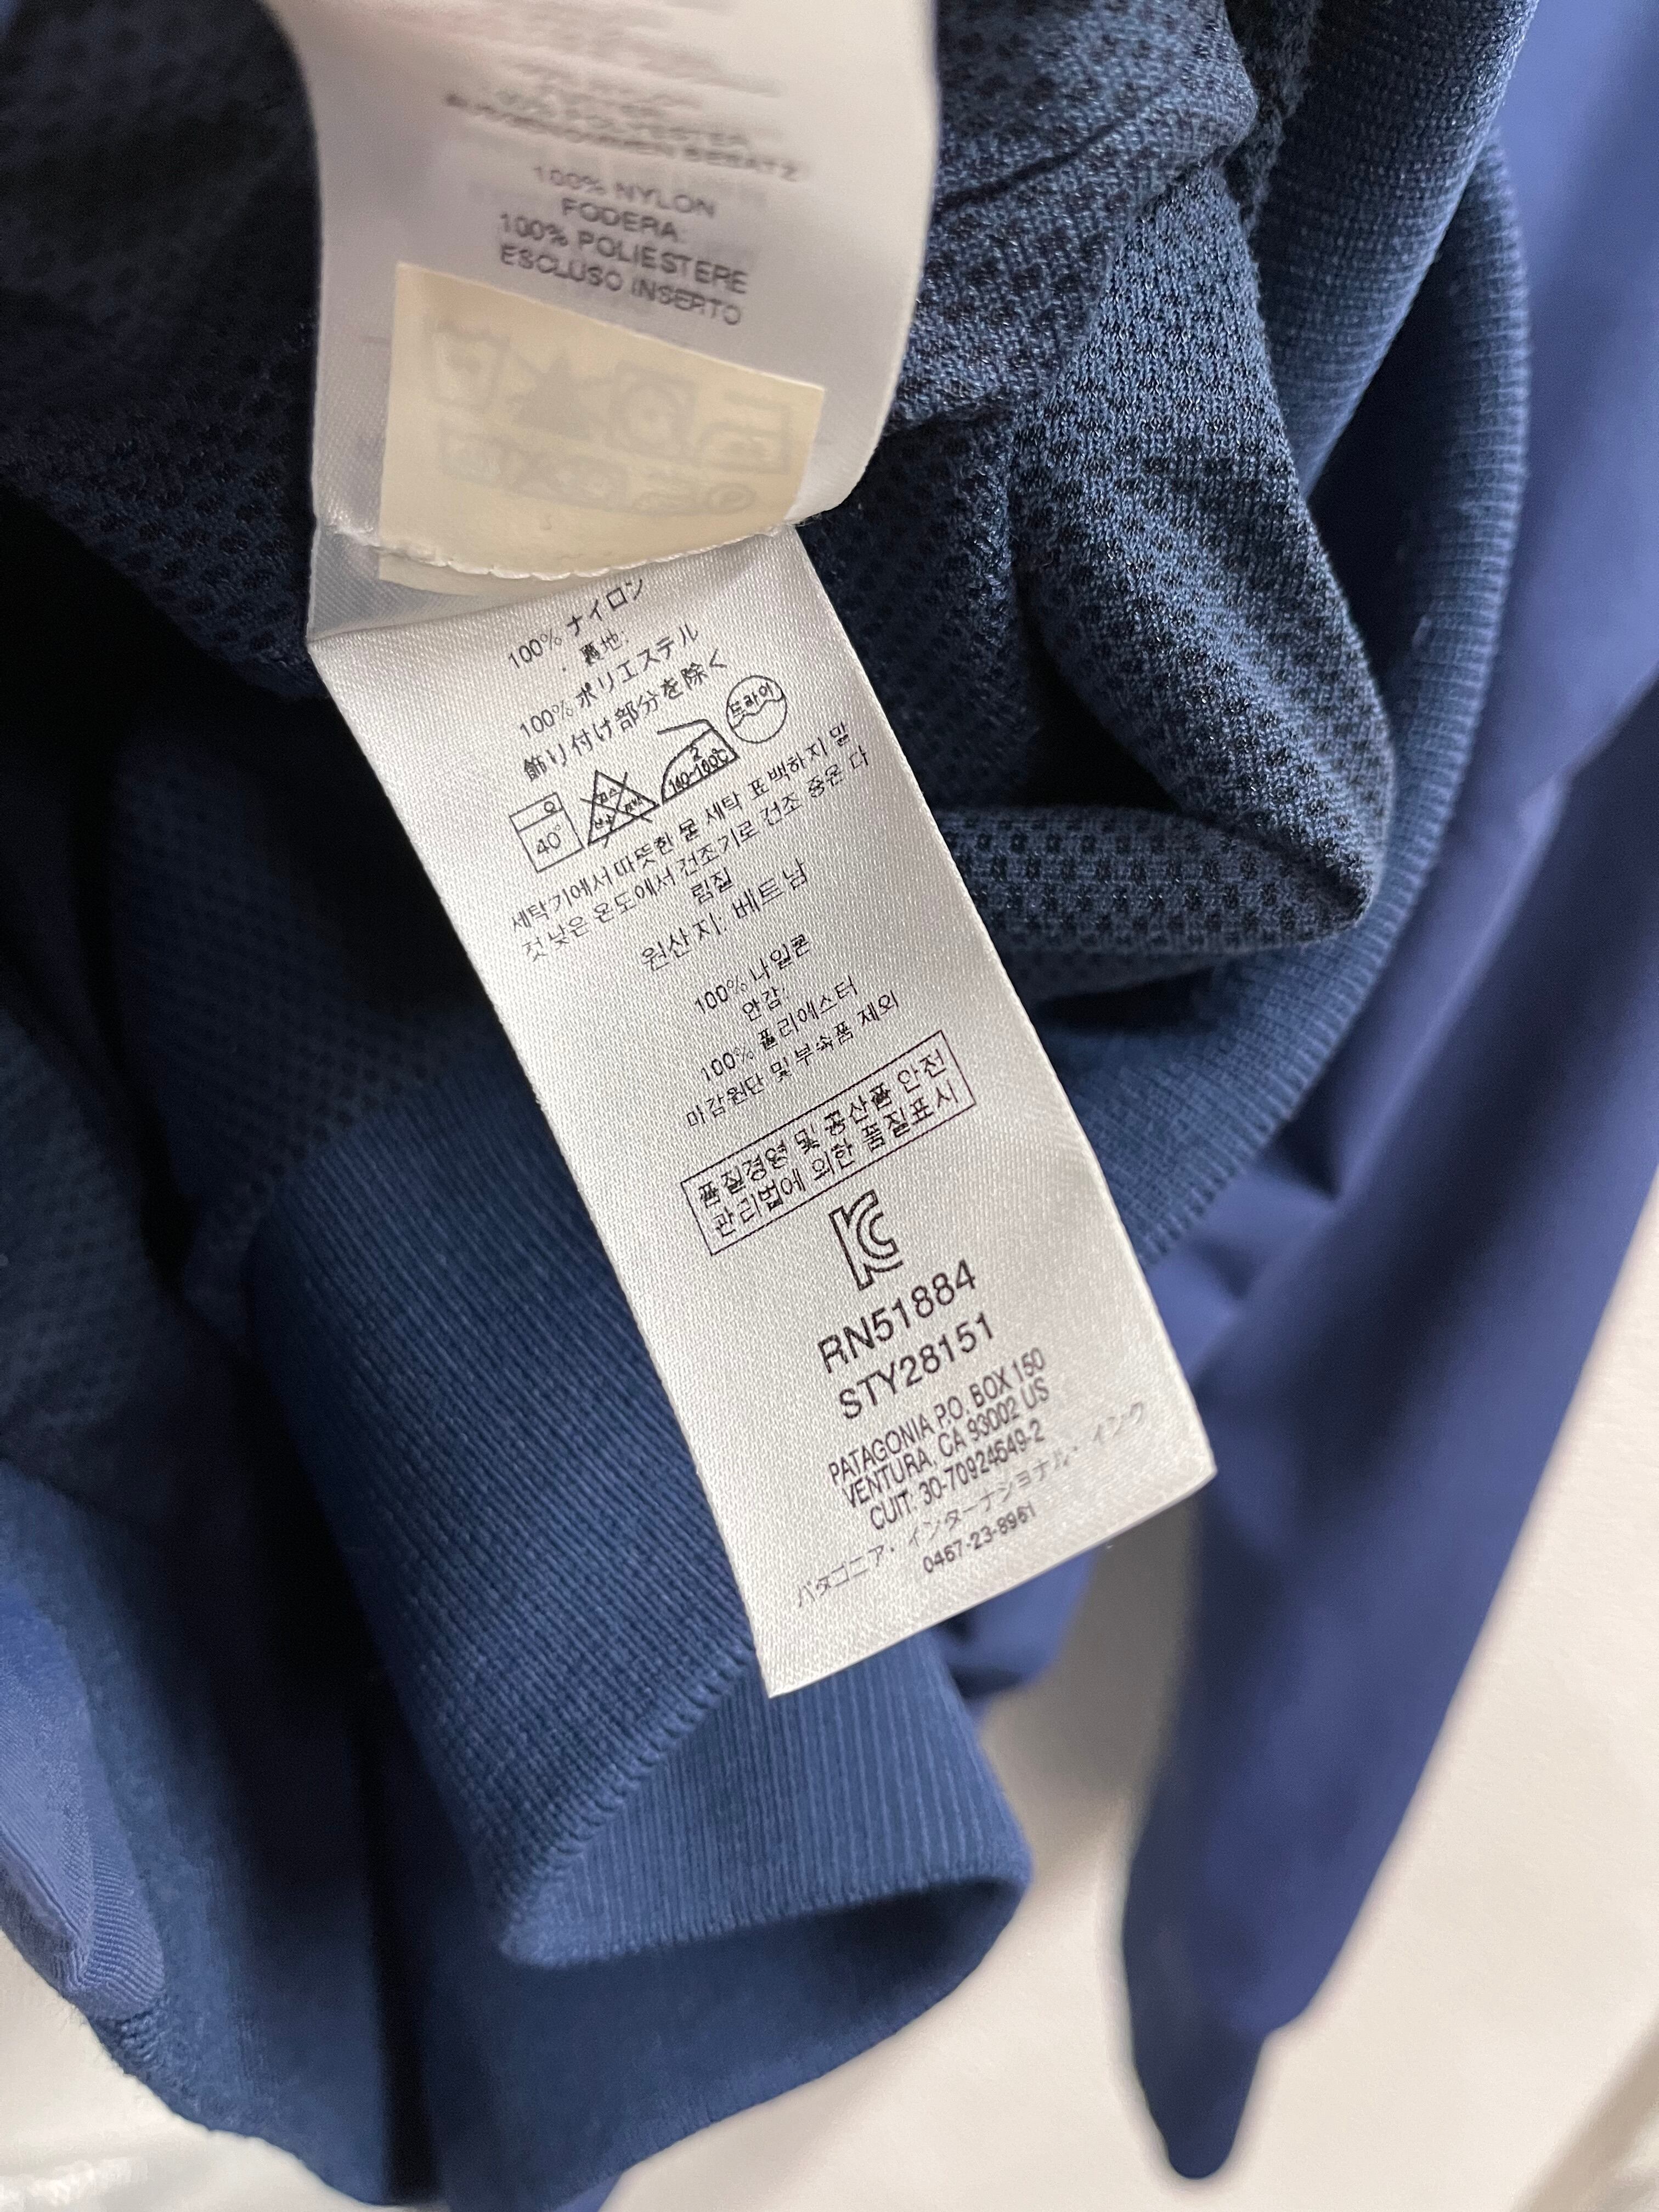 100% POLYESTER
AUSGENOMMEN BESATZ
100% NYLON
FODERA:
100% POLIESTERE
ESCLUSO INSERTO
100% ナイロン
・裏地:
100% ポリエステル
飾り付け部分を除く
40°
140-160℃
드라이
세탁기에서 따뜻한 물 세탁 표백하지 말
것 낮은 온도에서 건조기로 건조 중온 다
림질
원산지: 베트남
100% 나일론
안감:
100% 폴리에스터
마감원단 및 부속품 제외
품질경영 및 공산품 안전
관리법에 의한 품질표시
RN51884
STY28151
PATAGONIA P.O. BOX 150
VENTURA, CA 93002 US
CUIT: 30-70924649-2
パタゴニア・インターナショナル・インク
0467-23-8961